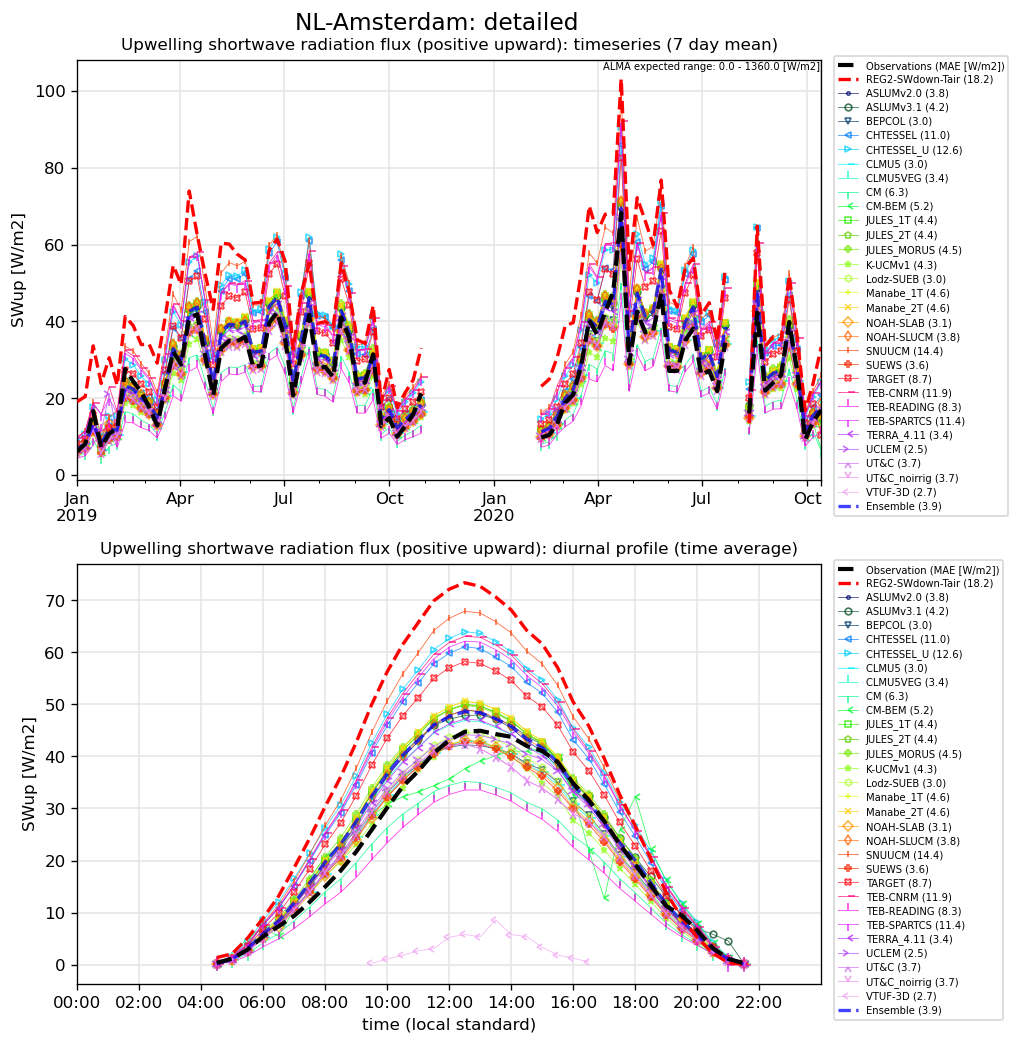 NL-Amsterdam: detailed
Upwelling shortwave radiation flux (positive upward): timeseries (7 day mean)
ALMA expected range: 0.0 - 1360.0 [W/m2]
SWup [W/m2]
100
80
60
40
20
0
Jan
2019
Apr
Jul
Oct
Jan
2020
Apr
Jul
Oct
Observations (MAE [W/m2])
REG2-SWdown-Tair (18.2)
ASLUMv2.0 (3.8)
ASLUMv3.1 (4.2)
BEPCOL (3.0)
CHTESSEL (11.0)
CHTESSEL_U (12.6)
CLMU5 (3.0)
CLMU5VEG (3.4)
CM (6.3)
CM-BEM (5.2)
JULES_1T (4.4)
JULES_2T (4.4)
JULES_MORUS (4.5)
K-UCMv1 (4.3)
Lodz-SUEB (3.0)
Manabe_1T (4.6)
Manabe_2T (4.6)
NOAH-SLAB (3.1)
NOAH-SLUCM (3.8)
SNUUCM (14.4)
SUEWS (3.6)
TARGET (8.7)
TEB-CNRM (11.9)
TEB-READING (8.3)
TEB-SPARTCS (11.4)
TERRA_4.11 (3.4)
UCLEM (2.5)
UT&C (3.7)
UT&C_noirrig (3.7)
VTUF-3D (2.7)
Ensemble (3.9)
Upwelling shortwave radiation flux (positive upward): diurnal profile (time average)
SWup [W/m2]
70
60
50
40
30
20
10
0
00:00
02:00
04:00
06:00
08:00
10:00
12:00
14:00
16:00
18:00
20:00
22:00
time (local standard)
Observation (MAE [W/m2])
REG2-SWdown-Tair (18.2)
ASLUMv2.0 (3.8)
ASLUMv3.1 (4.2)
BEPCOL (3.0)
CHTESSEL (11.0)
CHTESSEL_U (12.6)
CLMU5 (3.0)
CLMU5VEG (3.4)
CM (6.3)
CM-BEM (5.2)
JULES_1T (4.4)
JULES_2T (4.4)
JULES_MORUS (4.5)
K-UCMv1 (4.3)
Lodz-SUEB (3.0)
Manabe_1T (4.6)
Manabe_2T (4.6)
NOAH-SLAB (3.1)
NOAH-SLUCM (3.8)
SNUUCM (14.4)
SUEWS (3.6)
TARGET (8.7)
TEB-CNRM (11.9)
TEB-READING (8.3)
TEB-SPARTCS (11.4)
TERRA_4.11 (3.4)
UCLEM (2.5)
UT&C (3.7)
UT&C_noirrig (3.7)
VTUF-3D (2.7)
Ensemble (3.9)